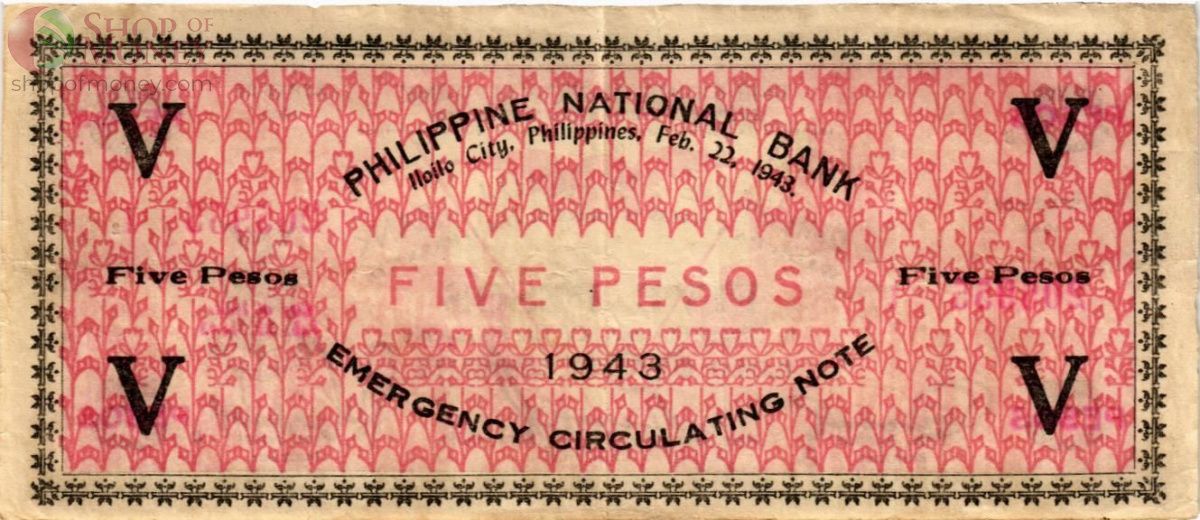 SHOP OF
MONEY
shopofmoney.com
V V
PHILIPPINE NATIONAL BANK
Iloilo City, Philippines, Feb. 22, 1943.
Five Pesos Five Pesos
FIVE PESOS
1943
EMERGENCY CIRCULATING NOTE
V V